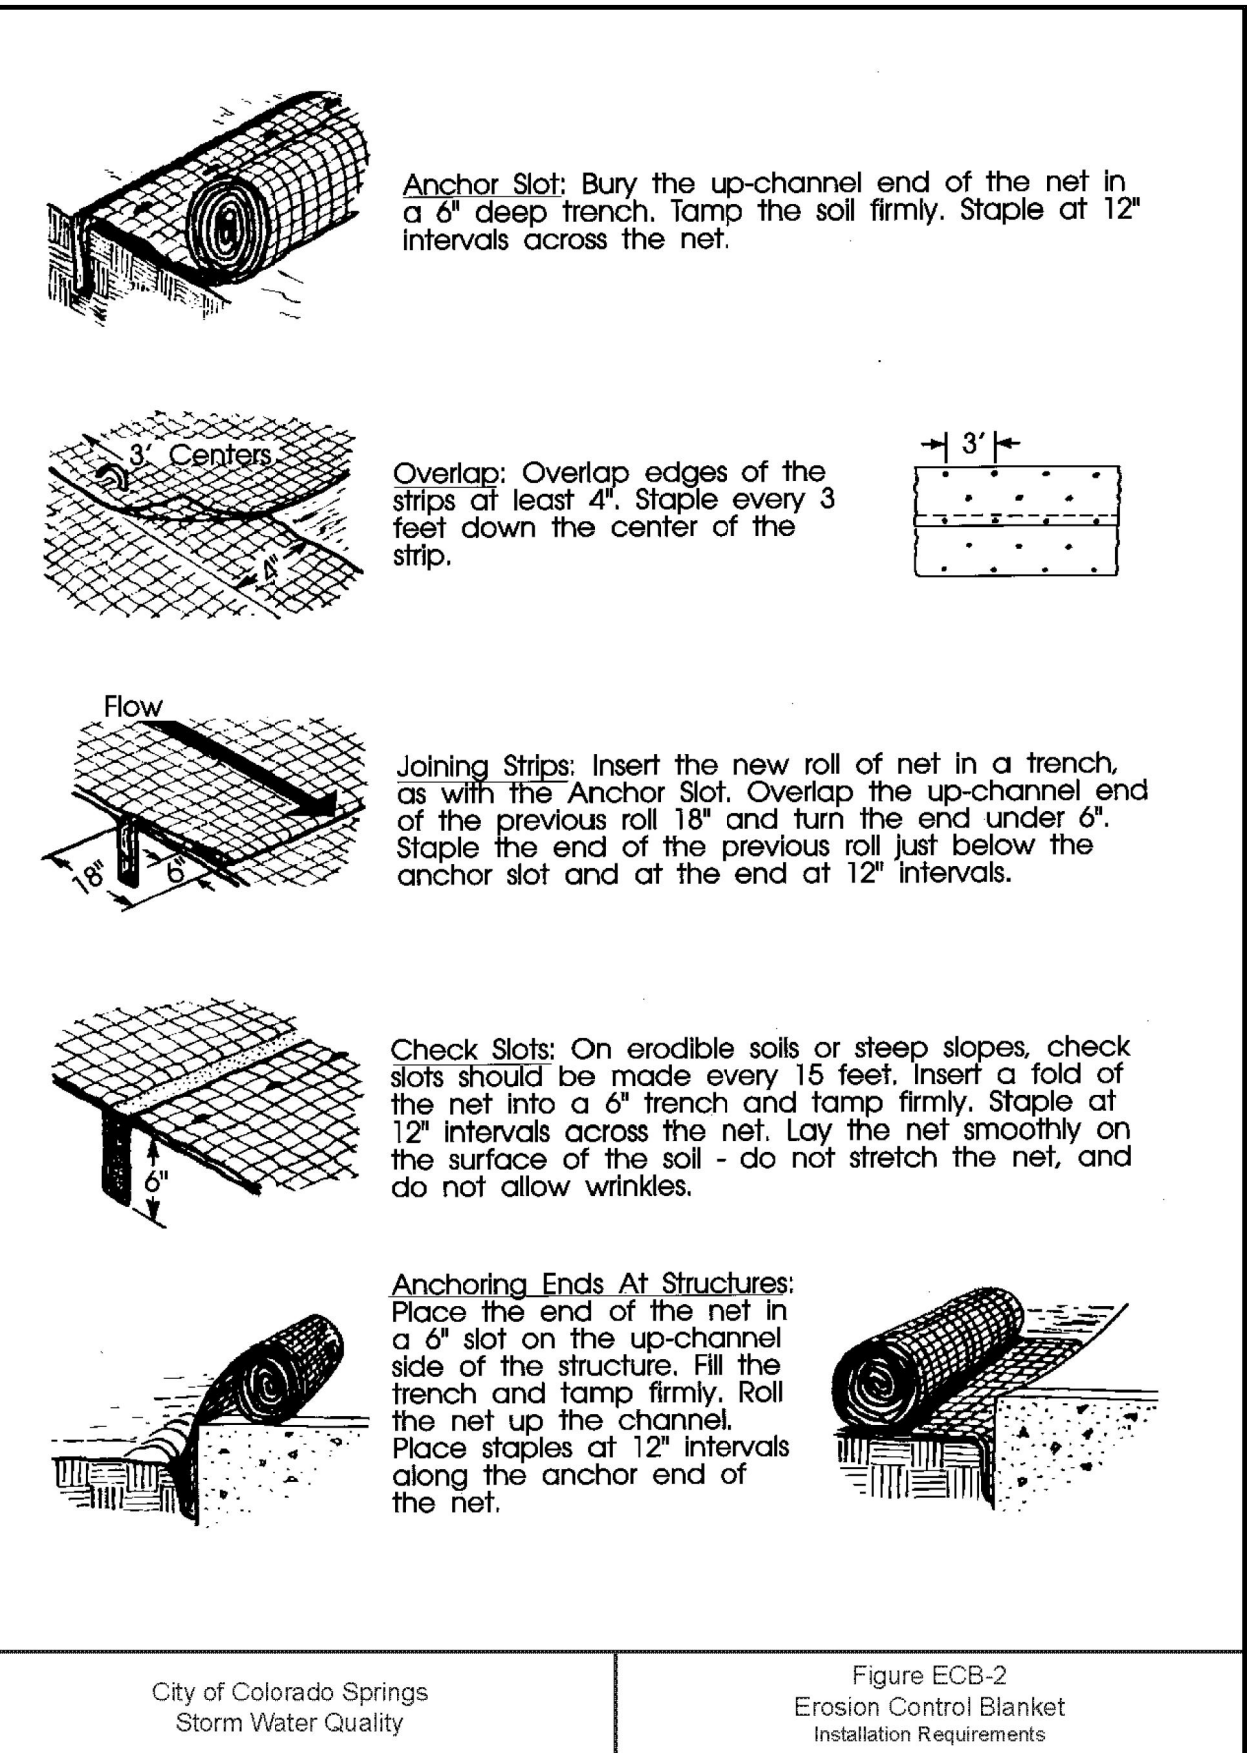 Anchor Slot: Bury the up-channel end of the net in
a 6" deep trench. Tamp the soil firmly. Staple at 12"
intervals across the net.
3' Centers
4"
Overlap: Overlap edges of the
strips at least 4". Staple every 3
feet down the center of the
strip.
3'
Flow
18"
6"
Joining Strips: Insert the new roll of net in a trench,
as with the Anchor Slot. Overlap the up-channel end
of the previous roll 18" and turn the end under 6".
Staple the end of the previous roll just below the
anchor slot and at the end at 12" intervals.
6"
Check Slots: On erodible soils or steep slopes, check
slots should be made every 15 feet. Insert a fold of
the net into a 6" trench and tamp firmly. Staple at
12" intervals across the net. Lay the net smoothly on
the surface of the soil - do not stretch the net, and
do not allow wrinkles.
Anchoring Ends At Structures:
Place the end of the net in
a 6" slot on the up-channel
side of the structure. Fill the
trench and tamp firmly. Roll
the net up the channel.
Place staples at 12" intervals
along the anchor end of
the net.
City of Colorado Springs
Storm Water Quality
Figure ECB-2
Erosion Control Blanket
Installation Requirements